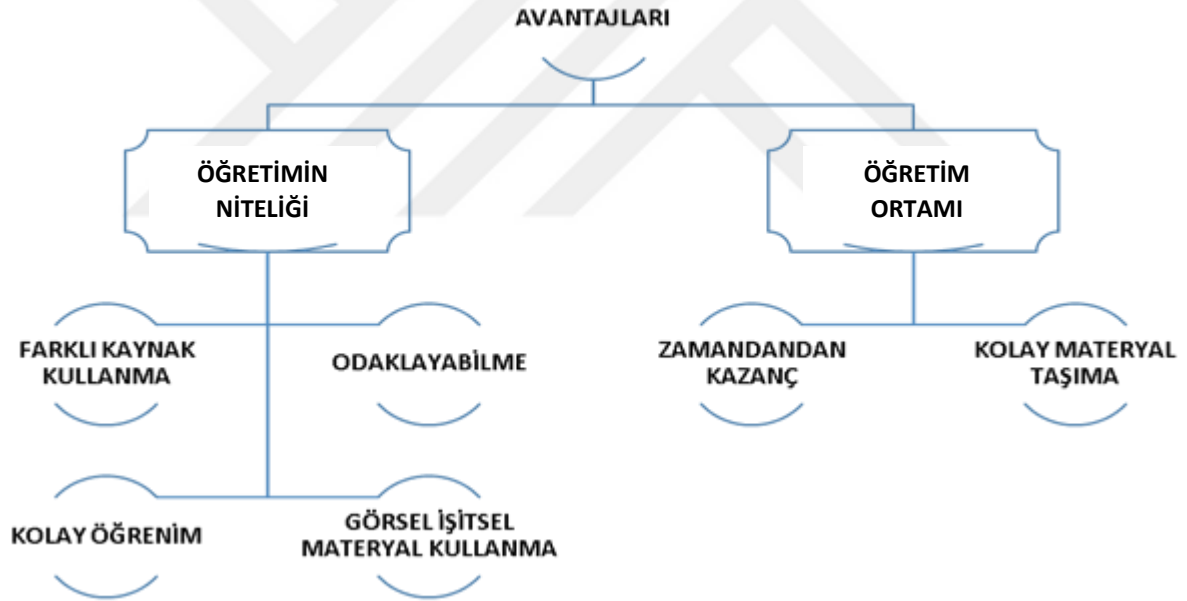 AVANTAJLARI
ÖĞRETİMİN
NİTELİĞİ
ÖĞRETİM
ORTAMI
FARKLI KAYNAK
KULLANMA
ODAKLAYABİLME
ZAMANDANDAN
KAZANÇ
KOLAY MATERYAL
TAŞIMA
KOLAY ÖĞRENİM
GÖRSEL İŞİTSEL
MATERYAL KULLANMA